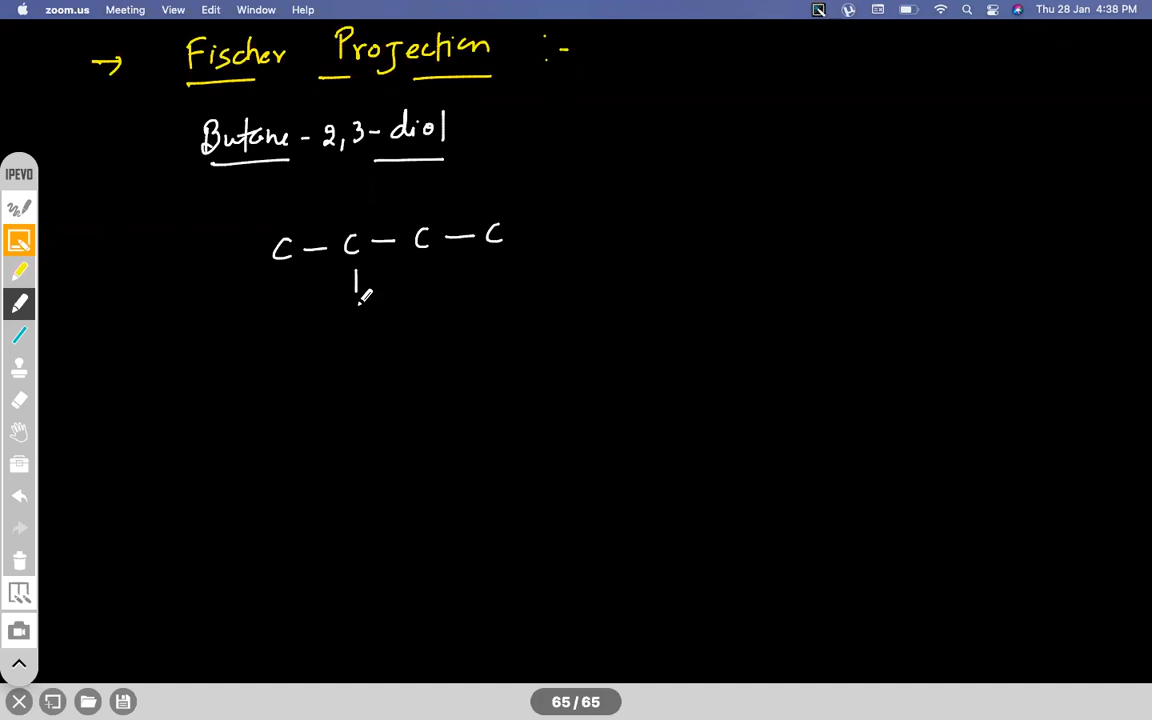 zoom.us Meeting View Edit Window Help Thu 28 Jan 4:38 PM
→ Fischer Projection :-
Butane - 2,3 - diol
IPEVO
C - C - C - C
65/65